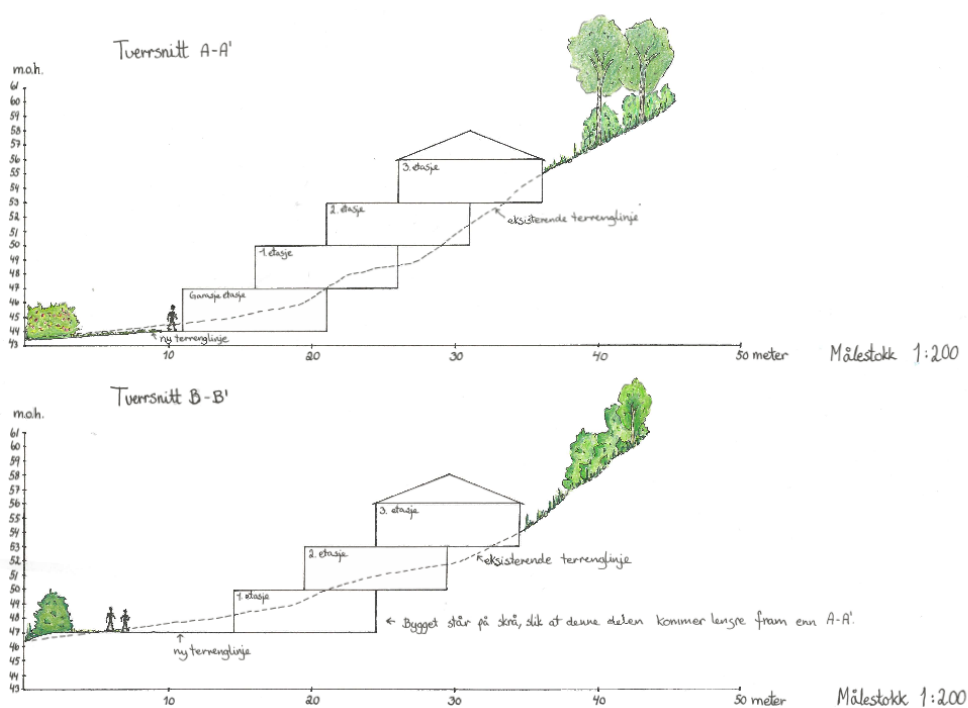 Tverrsnitt A-A'
m.o.h.
61
60
59
58
57
56
55
54
53
52
51
50
49
48
47
46
45
44
43
3. etasje
2. etasje
1. etasje
Garasje etasje
eksisterende terrenglinje
ny terrenglinje
10 20 30 40 50 meter
Målestokk 1:200
Tverrsnitt B-B'
m.o.h.
61
60
59
58
57
56
55
54
53
52
51
50
49
48
47
46
45
44
43
3. etasje
2. etasje
1. etasje
eksisterende terrenglinje
← Bygget står på skrå, slik at denne delen kommer lengre fram enn A-A'.
ny terrenglinje
10 20 30 40 50 meter
Målestokk 1:200